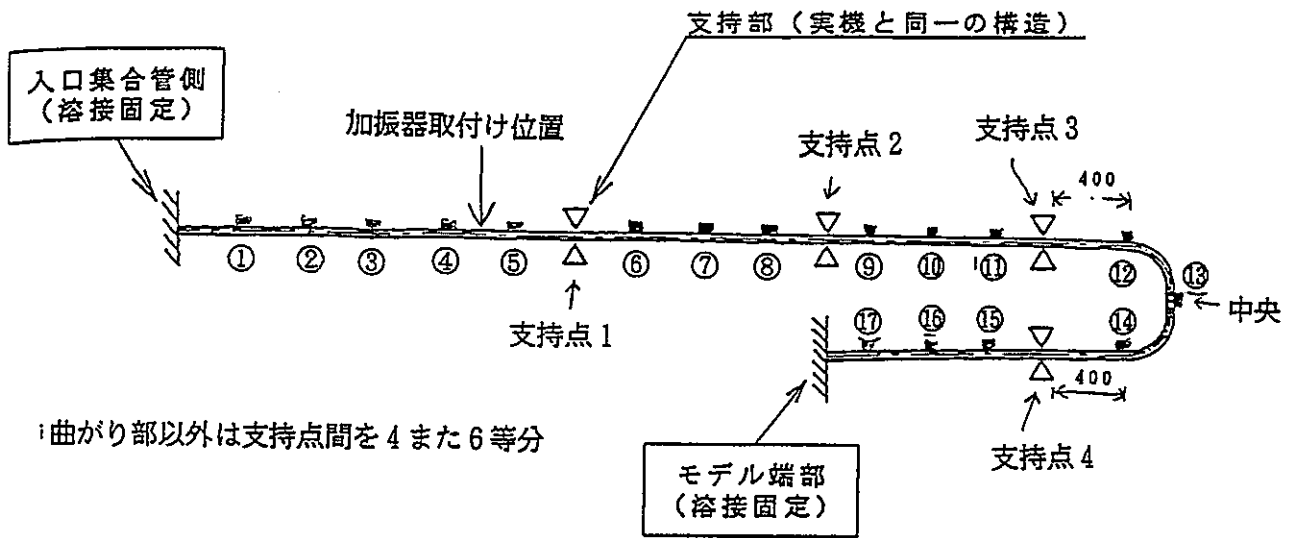 支持部（実機と同一の構造）
入口集合管側
（溶接固定）
加振器取付け位置
支持点２
支持点３
400
① ② ③ ④ ⑤ ⑥ ⑦ ⑧ ⑨ ⑩ ⑪ ⑫ ⑬
中央
支持点１
⑰ ⑯ ⑮ ⑭
400
曲がり部以外は支持点間を４また６等分
モデル端部
（溶接固定）
支持点４